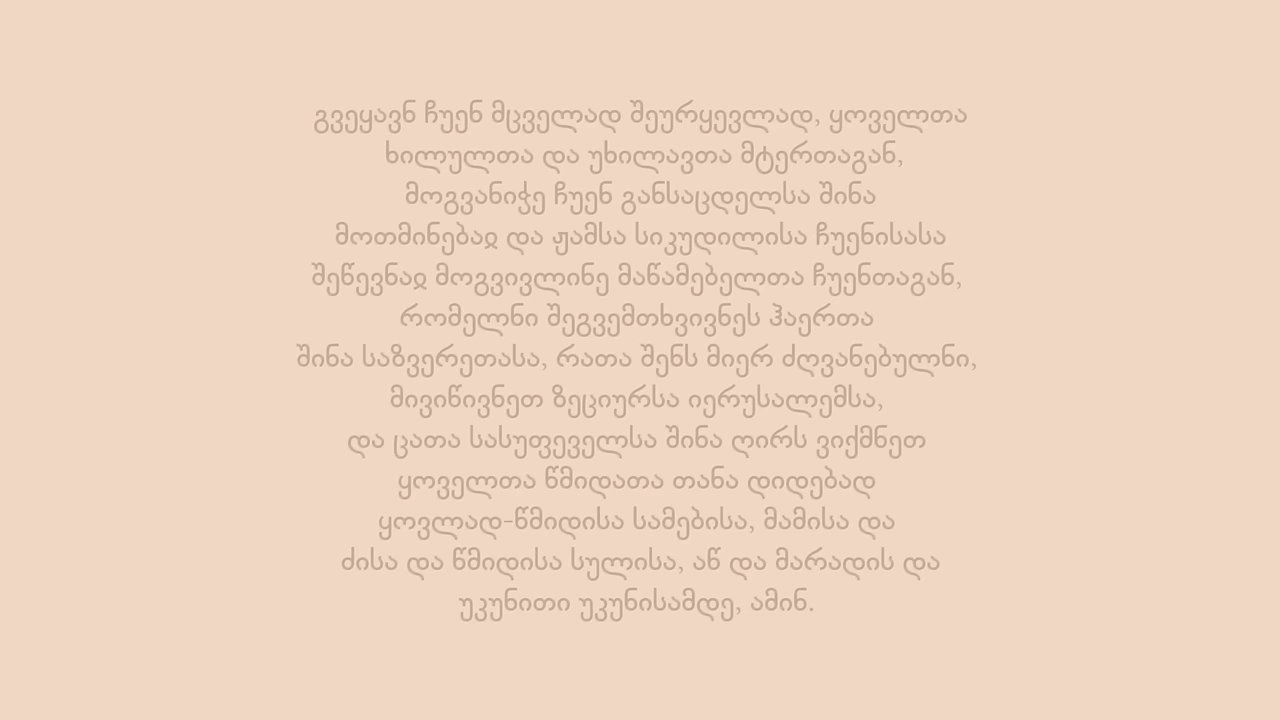 გვეყავნ ჩუენ მცველად შეურყევლად, ყოველთა
ხილულთა და უხილავთა მტერთაგან,
მოგვანიჭე ჩუენ განსაცდელსა შინა
მოთმინებაჲ და ჟამსა სიკუდილისა ჩუენისასა
შეწევნაჲ მოგვივლინე მაწამებელთა ჩუენთაგან,
რომელნი შეგვემთხვივნეს ჰაერთა
შინა საზვერეთასა, რათა შენს მიერ ძღვანებულნი,
მივიწივნეთ ზეციურსა იერუსალემსა,
და ცათა სასუფეველსა შინა ღირს ვიქმნეთ
ყოველთა წმიდათა თანა დიდებად
ყოვლად-წმიდისა სამებისა, მამისა და
ძისა და წმიდისა სულისა, აწ და მარადის და
უკუნითი უკუნისამდე, ამინ.